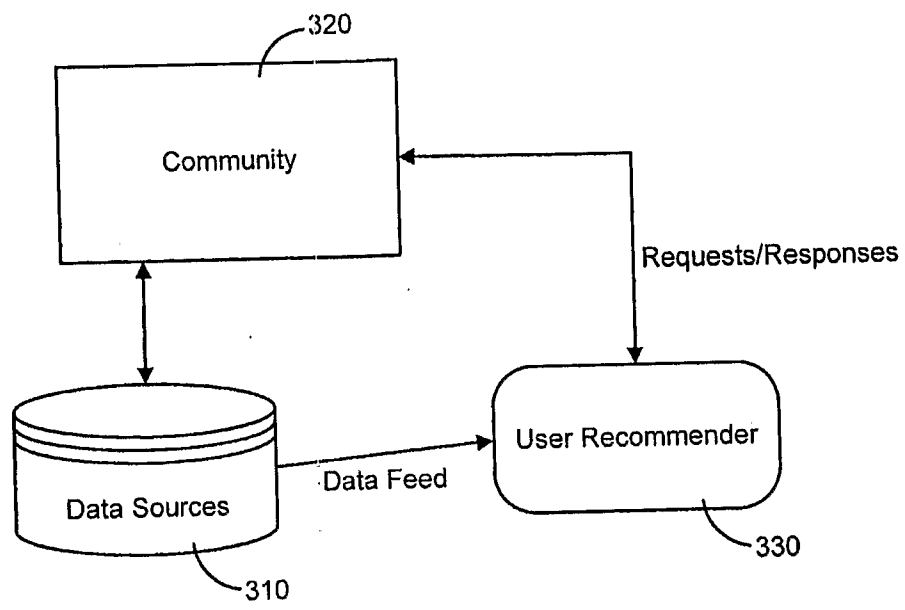 320
Community
Requests/Responses
User Recommender
Data Feed
Data Sources
330
310